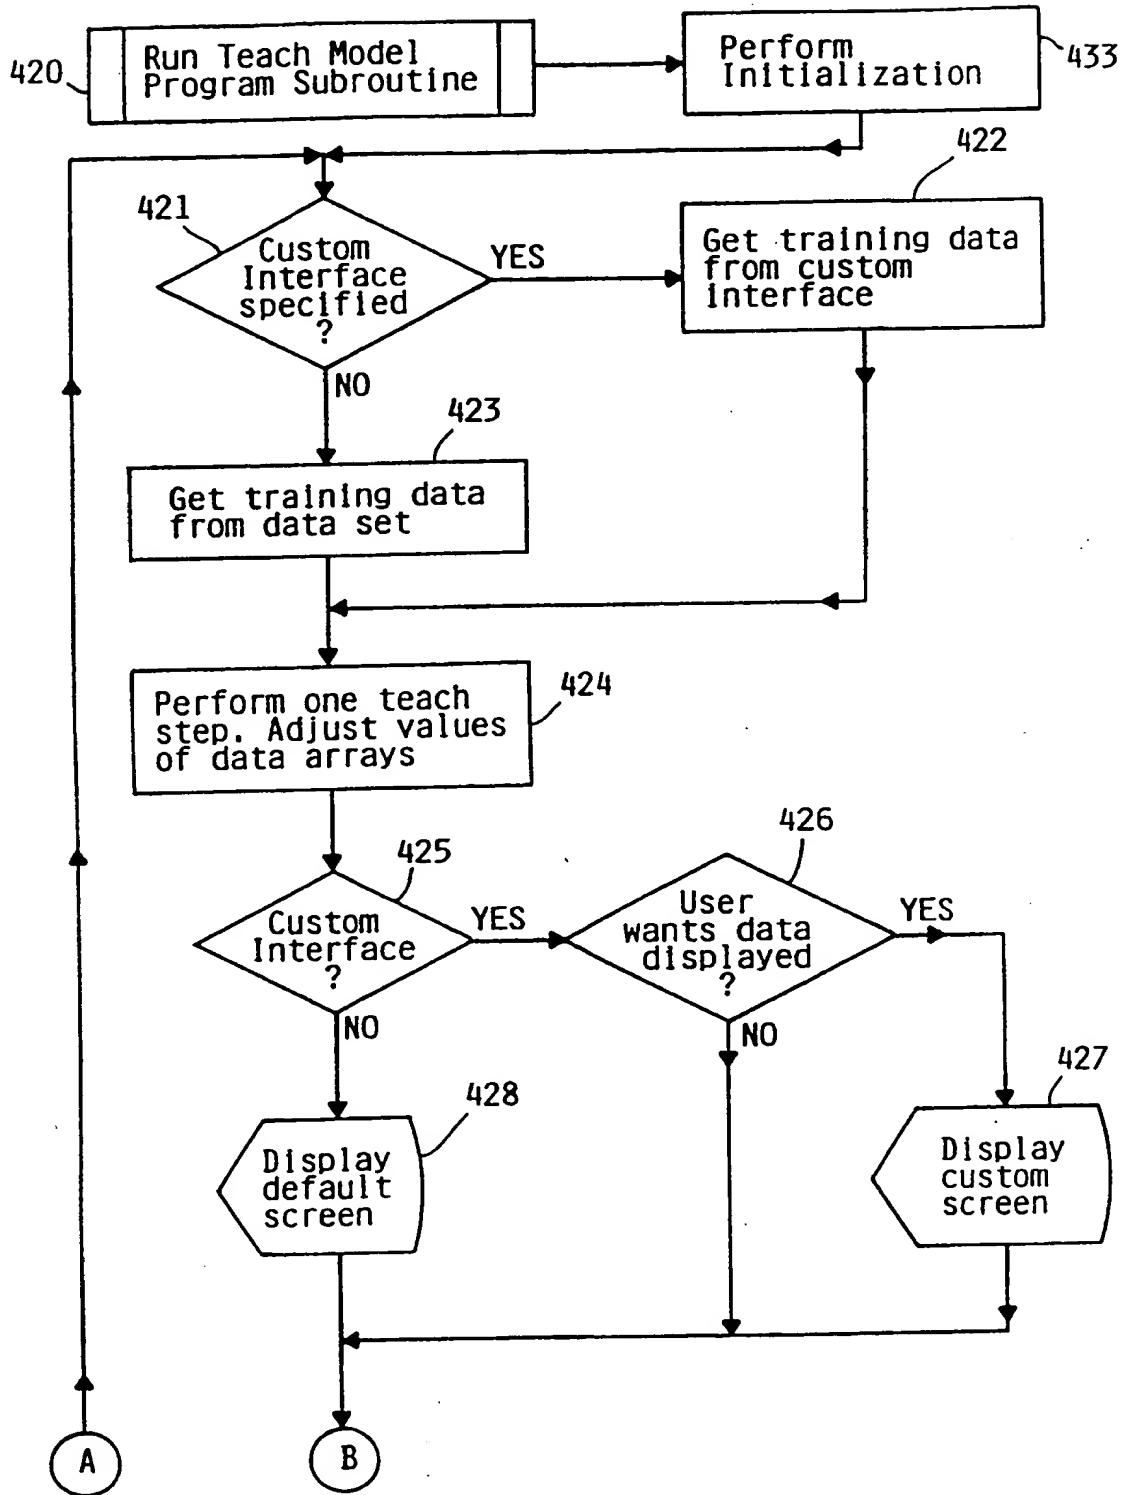 420
Run Teach Model
Program Subroutine
Perform
Initialization
433
421
Custom
Interface
specified
?
YES
NO
422
Get training data
from custom
interface
423
Get training data
from data set
424
Perform one teach
step. Adjust values
of data arrays
425
Custom
Interface
?
YES
NO
426
User
wants data
displayed
?
YES
NO
427
Display
custom
screen
428
Display
default
screen
A
B